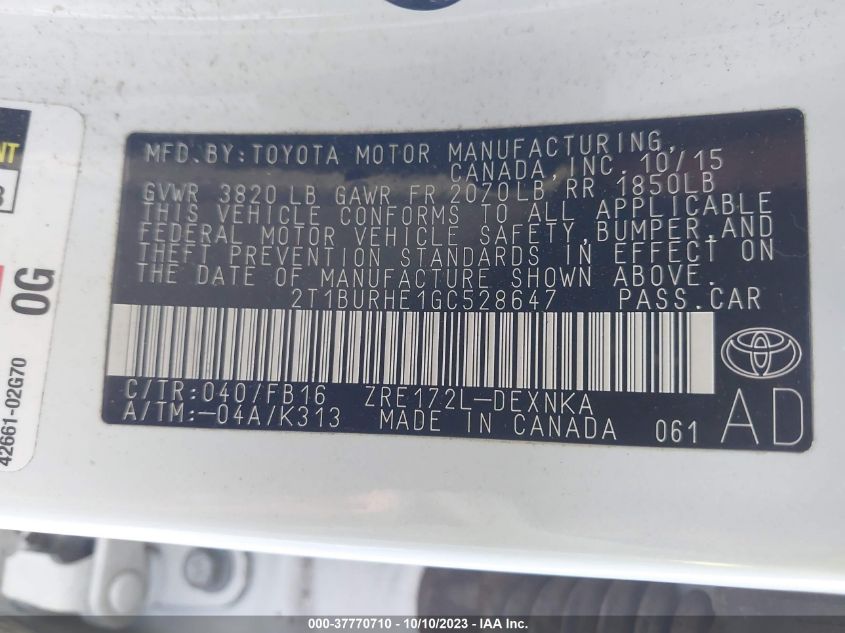 NT
3
0G
42661-02G70
MFD.BY:TOYOTA MOTOR MANUFACTURING,
CANADA, INC. 10/15
GVWR 3820 LB GAWR FR 2070LB RR 1850LB
THIS VEHICLE CONFORMS TO ALL APPLICABLE
FEDERAL MOTOR VEHICLE SAFETY, BUMPER, AND
THEFT PREVENTION STANDARDS IN EFFECT ON
THE DATE OF MANUFACTURE SHOWN ABOVE.
2T1BURHE1GC528647 PASS.CAR
C/TR:040/FB16 ZRE172L-DEXNKA
A/TM:-04A/K313 MADE IN CANADA 061 AD
000-37770710 - 10/10/2023 - IAA Inc.